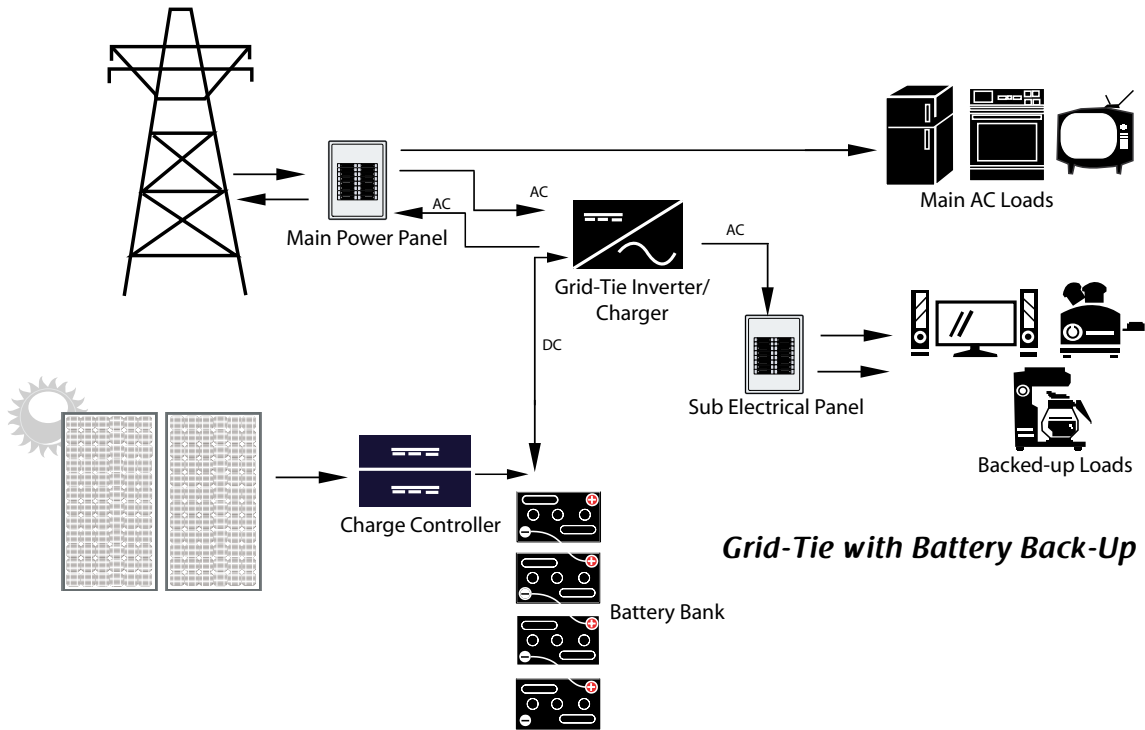 Main AC Loads
AC
AC
Main Power Panel
AC
Grid-Tie Inverter/
Charger
DC
Sub Electrical Panel
Backed-up Loads
Charge Controller
Grid-Tie with Battery Back-Up
Battery Bank